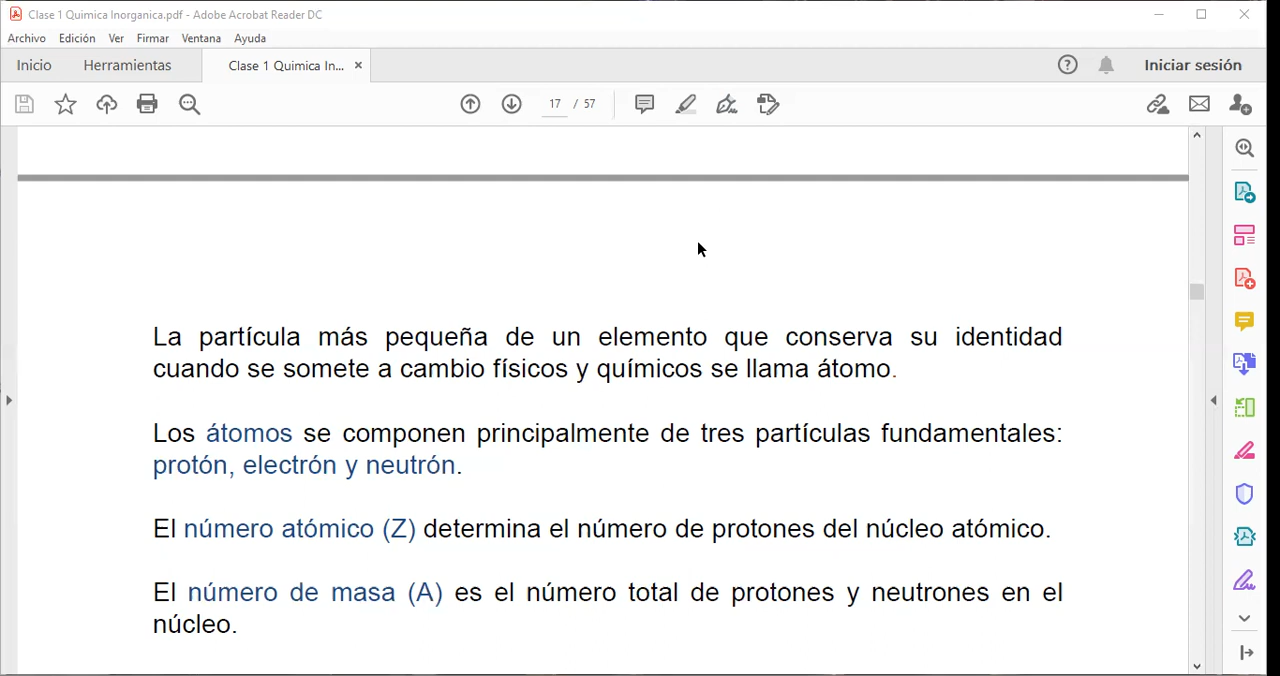 Clase 1 Quimica Inorganica.pdf - Adobe Acrobat Reader DC
Archivo Edición Ver Firmar Ventana Ayuda
Inicio Herramientas Clase 1 Quimica In... × Iniciar sesión
17 / 57
La partícula más pequeña de un elemento que conserva su identidad
cuando se somete a cambio físicos y químicos se llama átomo.
Los átomos se componen principalmente de tres partículas fundamentales:
protón, electrón y neutrón.
El número atómico (Z) determina el número de protones del núcleo atómico.
El número de masa (A) es el número total de protones y neutrones en el
núcleo.